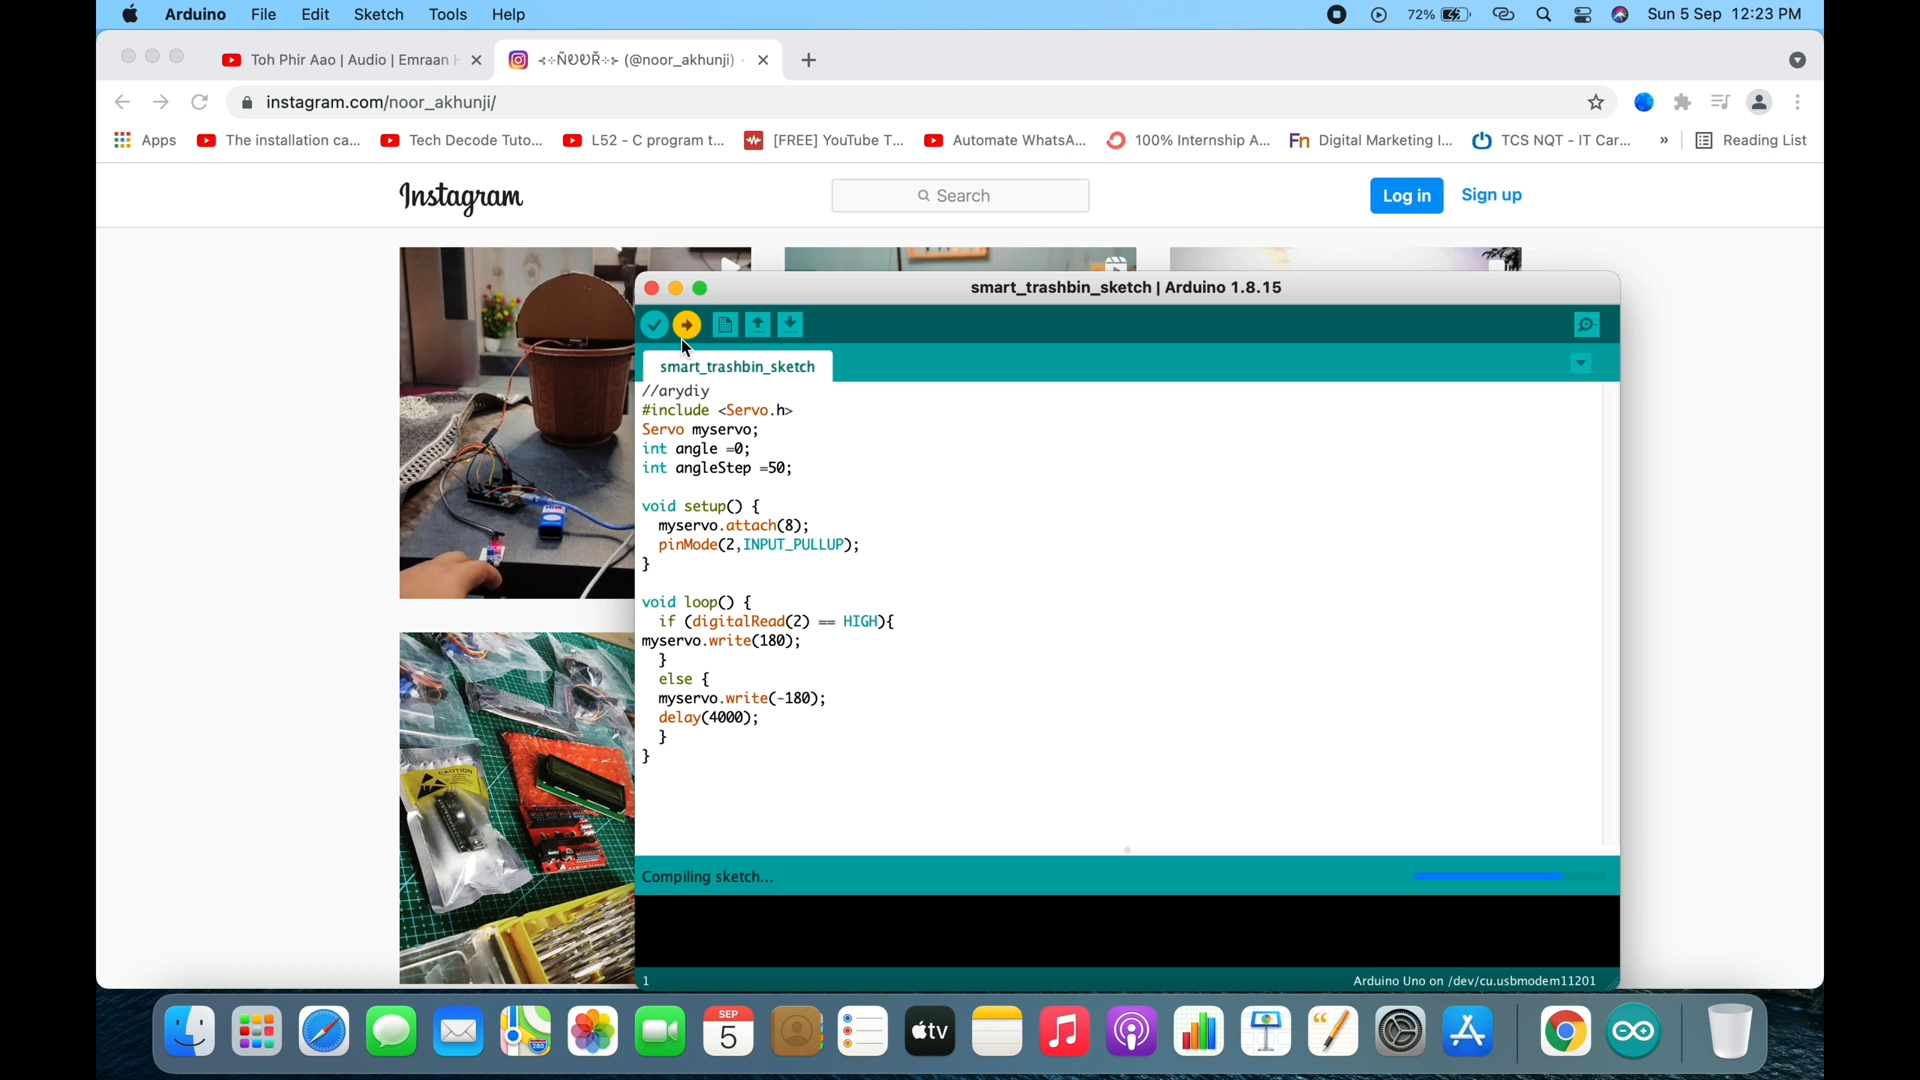 Arduino File Edit Sketch Tools Help 72% Sun 5 Sep 12:23 PM
Toh Phir Aao | Audio | Emraan (@noor_akhunji)
instagram.com/noor_akhunji/
Apps The installation ca... Tech Decode Tuto... L52 - C program t... [FREE] YouTube T... Automate WhatsA... 100% Internship A... Fn Digital Marketing I... TCS NQT - IT Car... » Reading List
Instagram Search Log in Sign up
smart_trashbin_sketch | Arduino 1.8.15
smart_trashbin_sketch
//arydiy
#include <Servo.h>
Servo myservo;
int angle =0;
int angleStep =50;
void setup() {
myservo.attach(8);
pinMode(2,INPUT_PULLUP);
}
void loop() {
if (digitalRead(2) == HIGH){
myservo.write(180);
}
else {
myservo.write(-180);
delay(4000);
}
}
Compiling sketch...
1 Arduino Uno on /dev/cu.usbmodem11201
CAUTION
SEP
5
tv
280